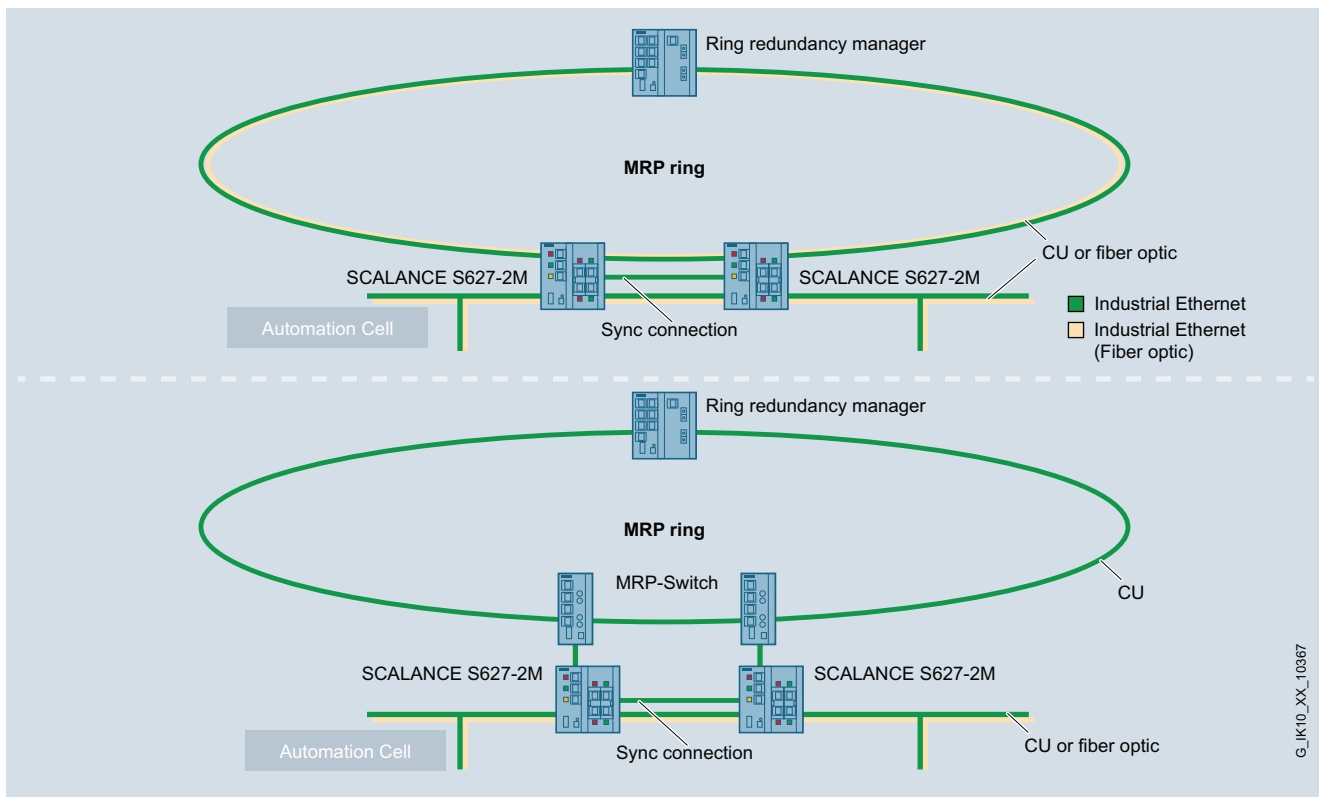 Ring redundancy manager
MRP ring
CU or fiber optic
SCALANCE S627-2M
SCALANCE S627-2M
Automation Cell
Sync connection
Industrial Ethernet
Industrial Ethernet
(Fiber optic)
Ring redundancy manager
MRP ring
MRP-Switch
CU
SCALANCE S627-2M
SCALANCE S627-2M
Automation Cell
Sync connection
CU or fiber optic
G_IK10_XX_10367